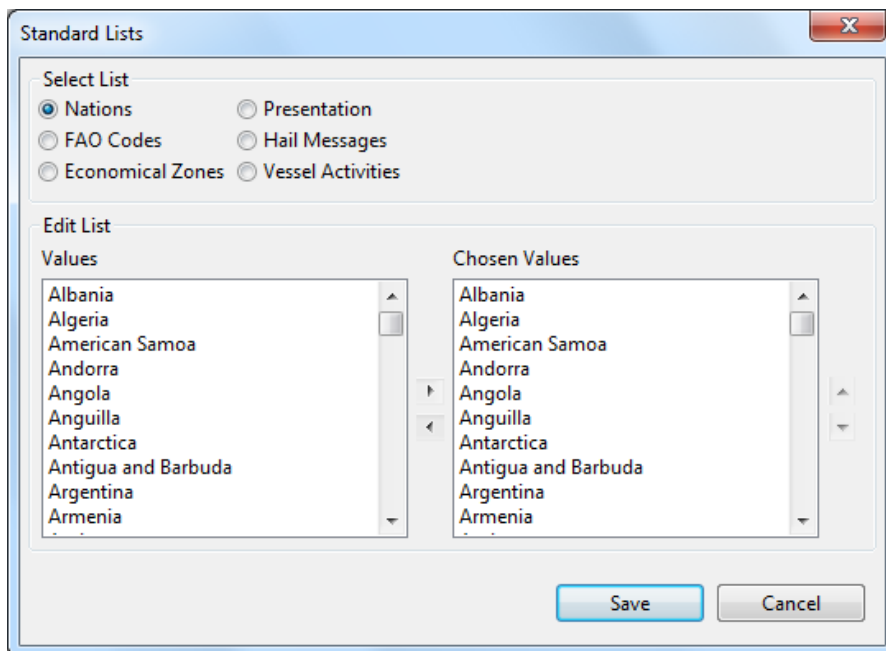 Standard Lists
Select List
Nations
Presentation
FAO Codes
Hail Messages
Economical Zones
Vessel Activities
Edit List
Values
Chosen Values
Albania
Algeria
American Samoa
Andorra
Angola
Anguilla
Antarctica
Antigua and Barbuda
Argentina
Armenia
Albania
Algeria
American Samoa
Andorra
Angola
Anguilla
Antarctica
Antigua and Barbuda
Argentina
Armenia
Save
Cancel